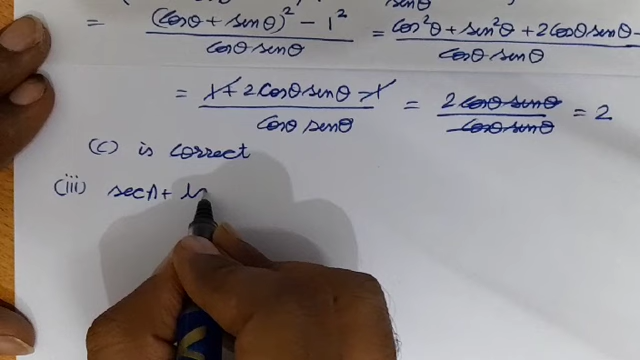 sinθ
= (cosθ + sinθ)² - 1² / cosθ sinθ = cos²θ + sin²θ + 2cosθ sinθ - / cosθ · sinθ
= 1 + 2cosθ sinθ - 1 / cosθ sinθ = 2 cosθ sinθ / cosθ sinθ = 2
(c) is correct
(iii) secA +